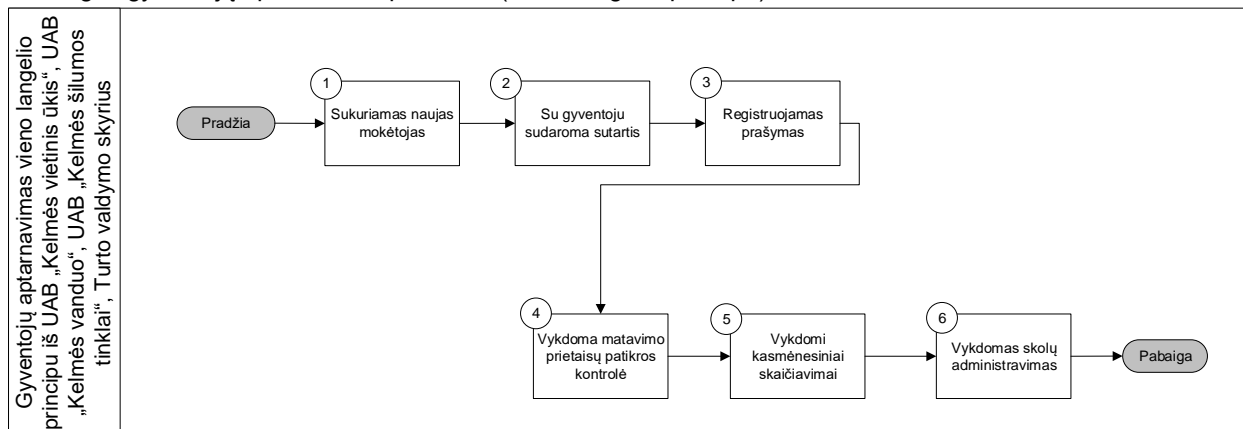 Gyventojų aptarnavimas vieno langelio
principu iš UAB „Kelmės vietinis ūkis“, UAB
„Kelmės vanduo“, UAB „Kelmės šilumos
tinklai“, Turto valdymo skyrius
Pradžia
1
Sukuriamas naujas
mokėtojas
2
Su gyventoju
sudaroma sutartis
3
Registruojamas
prašymas
4
Vykdoma matavimo
prietaisų patikros
kontrolė
5
Vykdomi
kasmėnesiniai
skaičiavimai
6
Vykdomas skolų
administravimas
Pabaiga